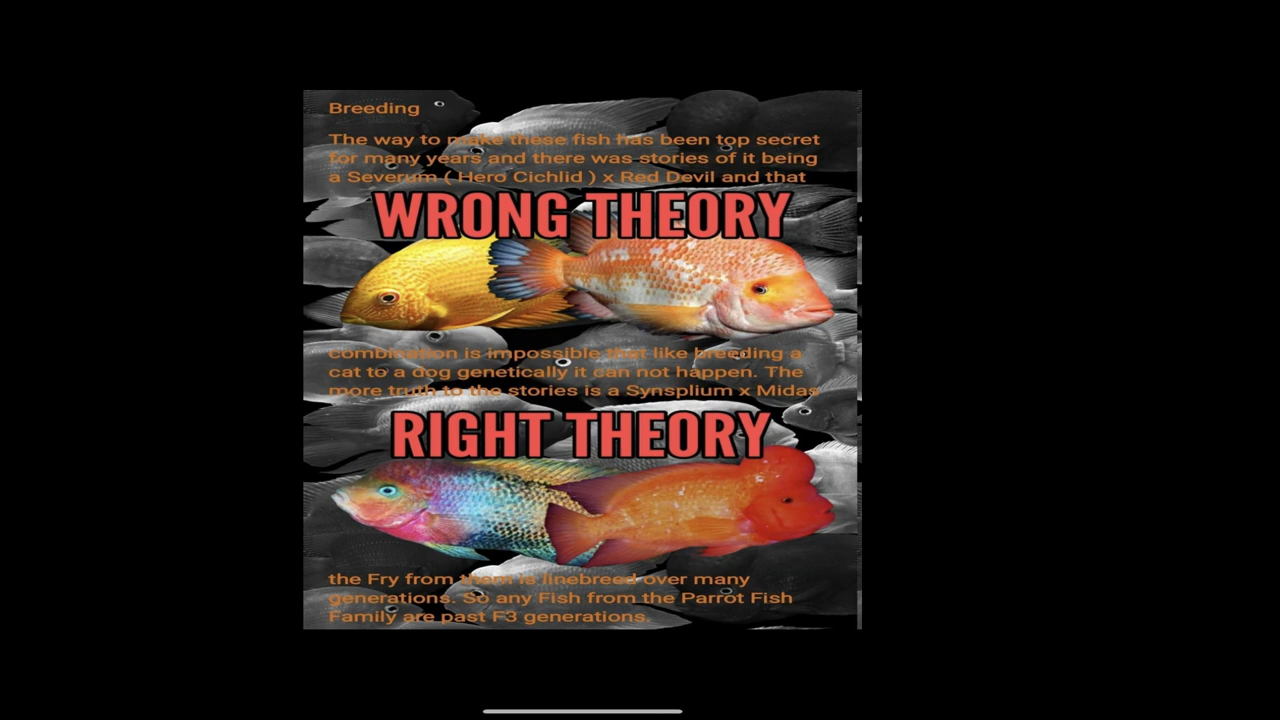 Breeding
The way to make these fish has been top secret
for many years and there was stories of it being
a Severum ( Hero Cichlid ) x Red Devil and that
WRONG THEORY
combination is impossible that like breeding a
cat to a dog genetically it can not happen. The
more truth to the stories is a Synsplium x Midas
RIGHT THEORY
the Fry from them is linebreed over many
generations. So any Fish from the Parrot Fish
Family are past F3 generations.